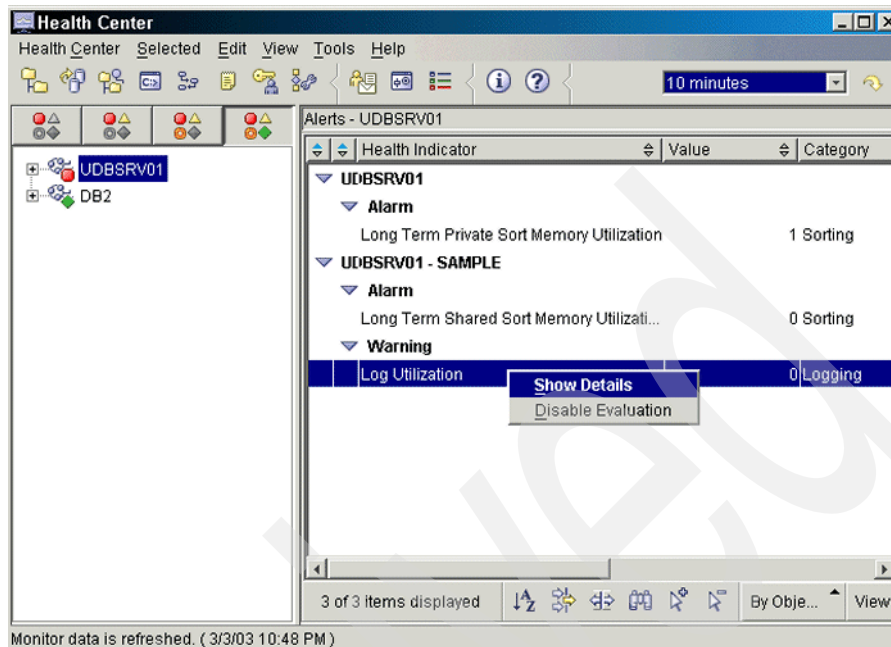 Health Center
Health Center Selected Edit View Tools Help
10 minutes
Alerts - UDBSRV01
Health Indicator Value Category
UDBSRV01
DB2
UDBSRV01
Alarm
Long Term Private Sort Memory Utilization 1 Sorting
UDBSRV01 - SAMPLE
Alarm
Long Term Shared Sort Memory Utilizati... 0 Sorting
Warning
Log Utilization 0 Logging
Show Details
Disable Evaluation
3 of 3 items displayed By Obje... View
Monitor data is refreshed. ( 3/3/03 10:48 PM )